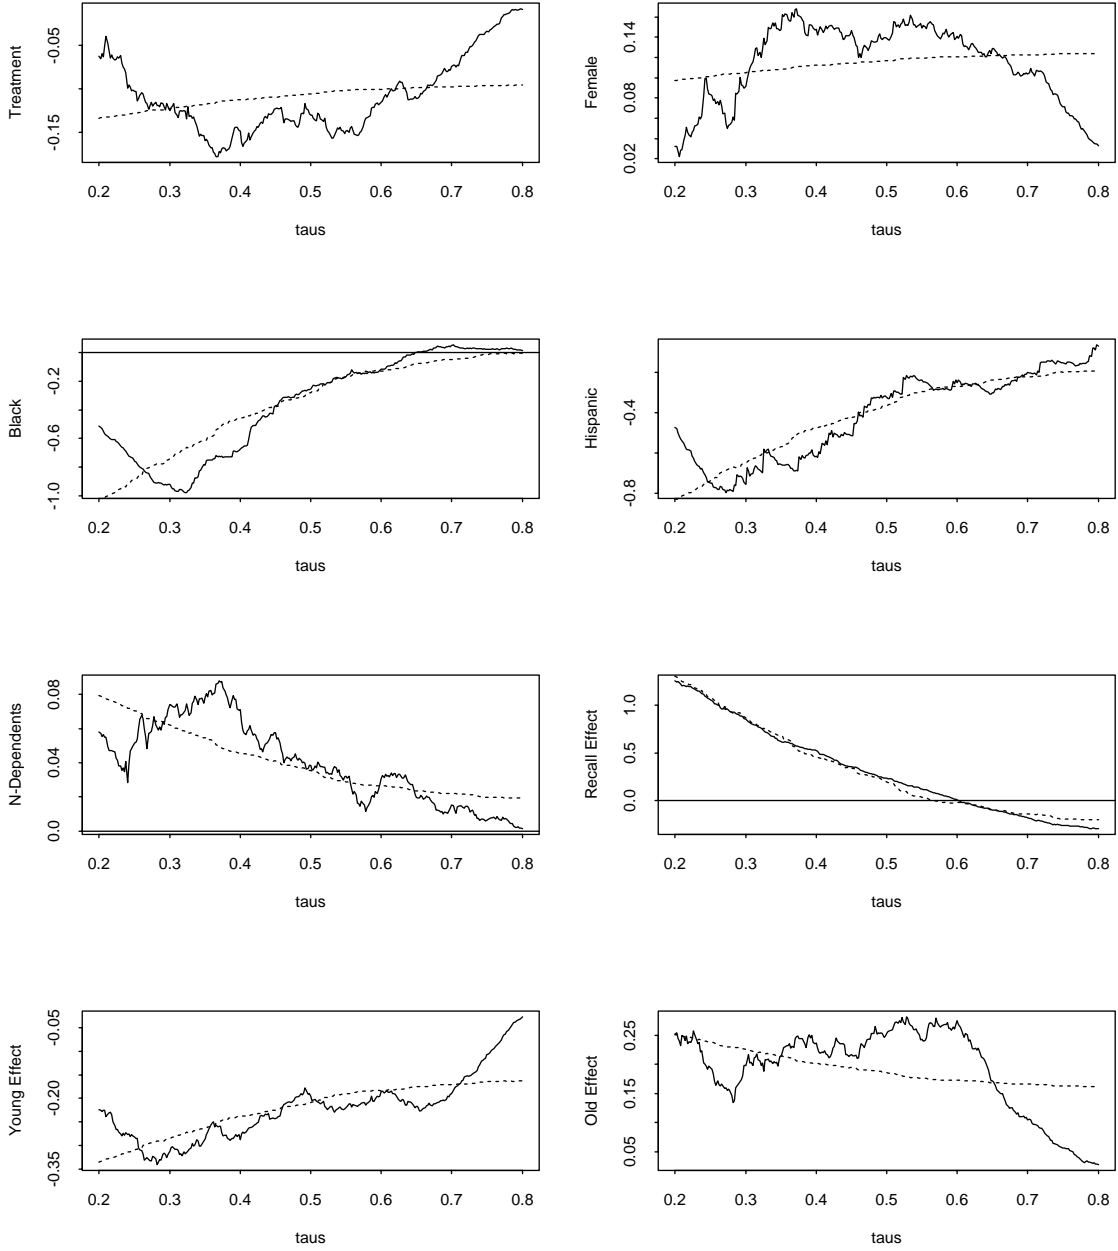 Treatment
-0.05
-0.15
0.2 0.3 0.4 0.5 0.6 0.7 0.8
taus
Female
0.14
0.08
0.02
0.2 0.3 0.4 0.5 0.6 0.7 0.8
taus
Black
-0.2
-0.6
-1.0
0.2 0.3 0.4 0.5 0.6 0.7 0.8
taus
Hispanic
-0.4
-0.8
0.2 0.3 0.4 0.5 0.6 0.7 0.8
taus
N-Dependents
0.08
0.04
0.0
0.2 0.3 0.4 0.5 0.6 0.7 0.8
taus
Recall Effect
1.0
0.5
0.0
0.2 0.3 0.4 0.5 0.6 0.7 0.8
taus
Young Effect
-0.05
-0.20
-0.35
0.2 0.3 0.4 0.5 0.6 0.7 0.8
taus
Old Effect
0.25
0.15
0.05
0.2 0.3 0.4 0.5 0.6 0.7 0.8
taus